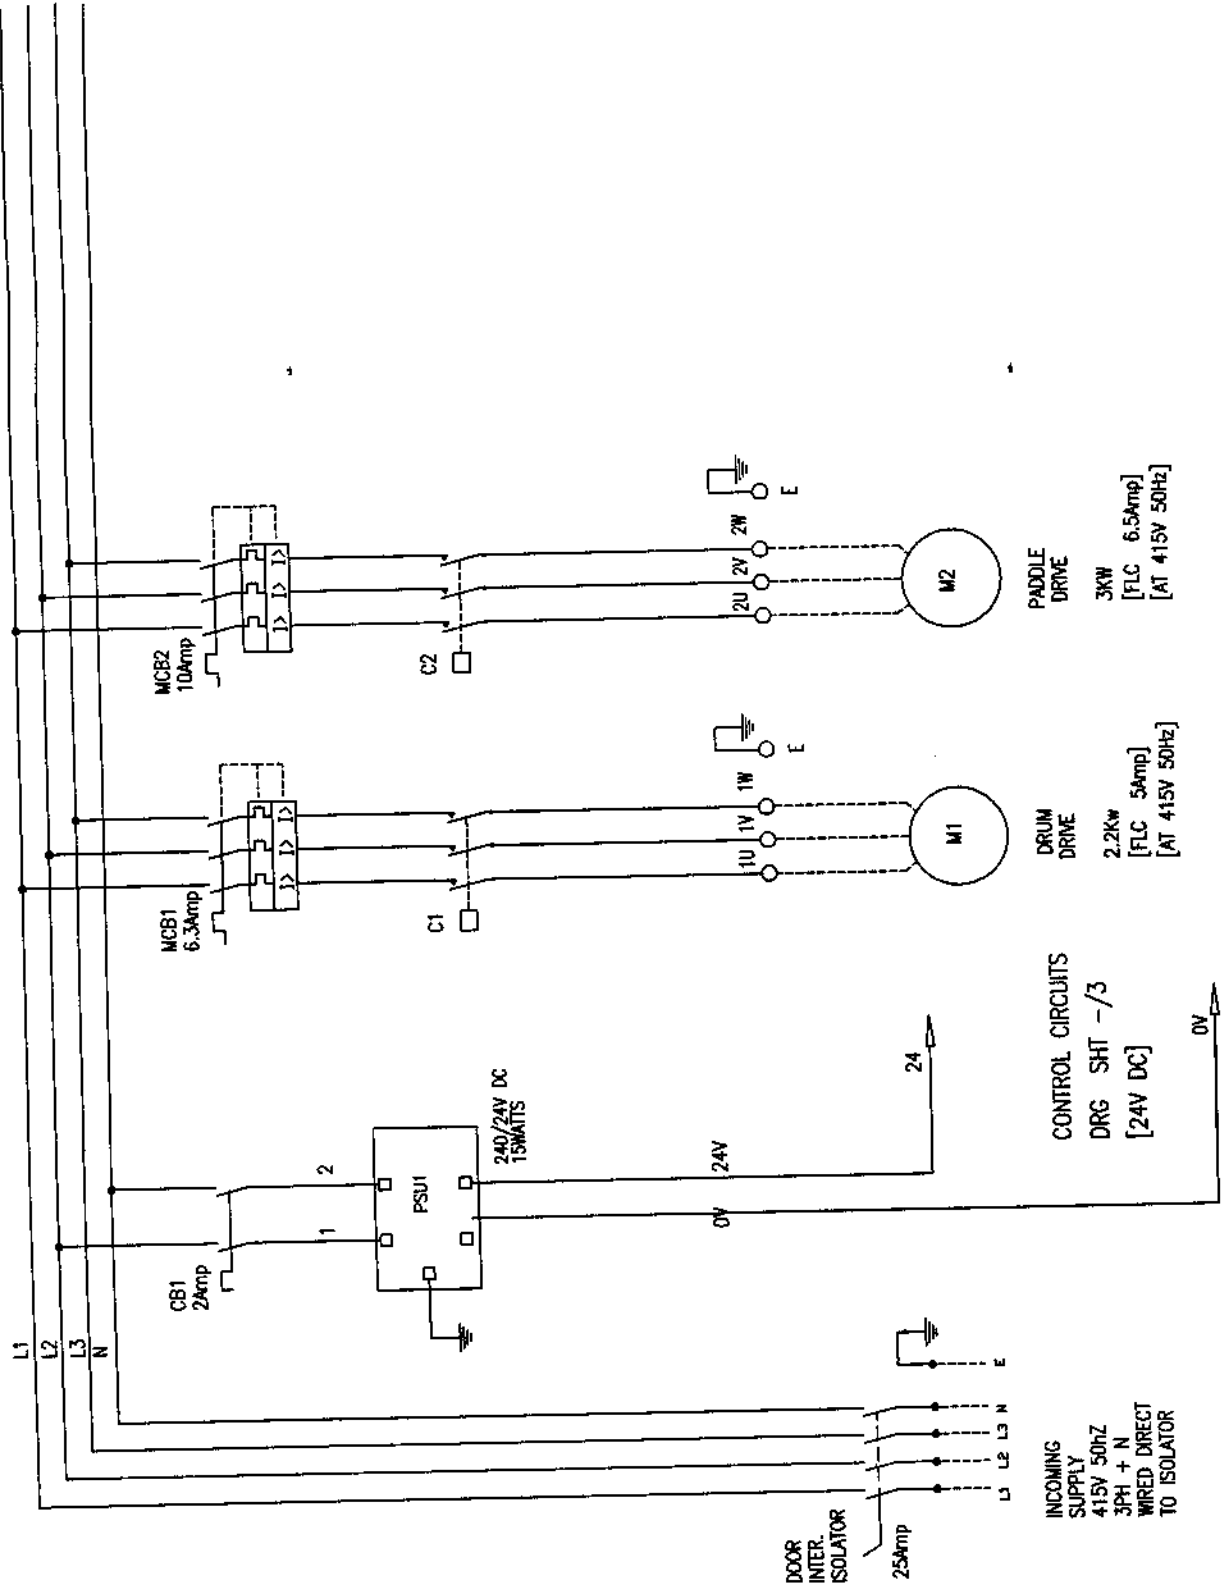 L1
L2
L3
N
CB1
2Amp
1
2
PSU1
240/24V DC
15WATTS
0V
24V
24
0V
CONTROL CIRCUITS
DRG SHT -/3
[24V DC]
MCB1
6.3Amp
C1
1U
1V
1W
E
M1
DRUM
DRIVE
2.2Kw
[FLC 5Amp]
[AT 415V 50Hz]
MCB2
10Amp
C2
2U
2V
2W
E
M2
PADDLE
DRIVE
3KW
[FLC 6.5Amp]
[AT 415V 50Hz]
I>
I>
I>
I>
I>
I>
DOOR
INTER.
ISOLATOR
25Amp
L1
L2
L3
N
E
INCOMING
SUPPLY
415V 50hZ
3PH + N
WIRED DIRECT
TO ISOLATOR